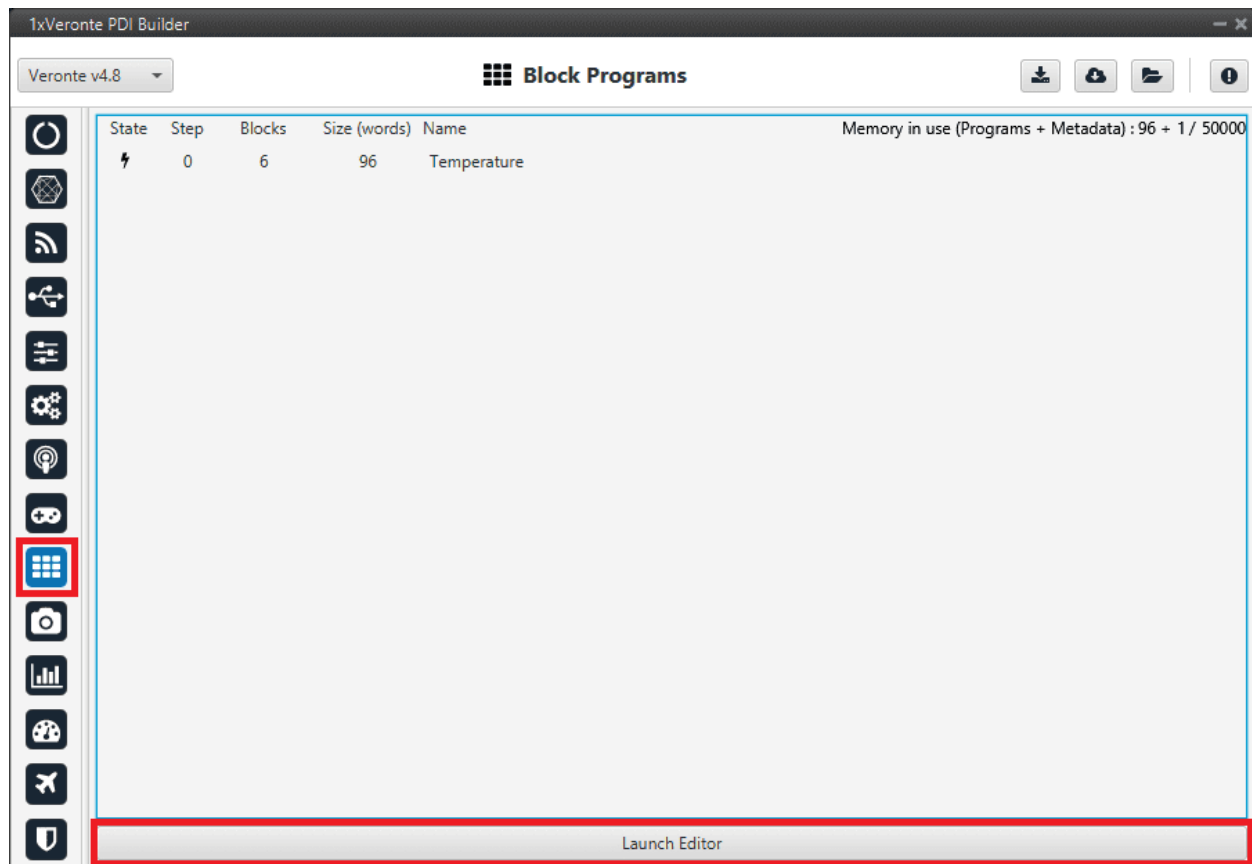 1xVeronte PDI Builder
Veronte v4.8
Block Programs
State Step Blocks Size (words) Name Memory in use (Programs + Metadata) : 96 + 1 / 50000
0 6 96 Temperature
Launch Editor